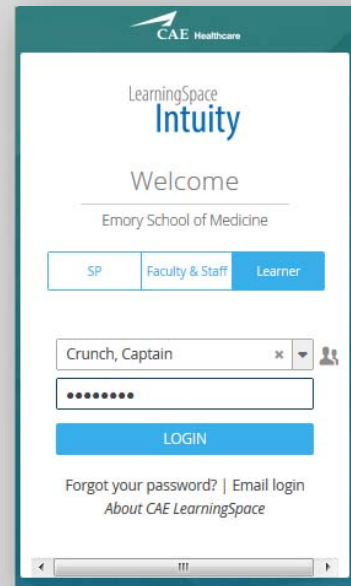 CAE Healthcare
LearningSpace
Intuity
Welcome
Emory School of Medicine
SP Faculty & Staff Learner
Crunch, Captain
LOGIN
Forgot your password? | Email login
About CAE LearningSpace